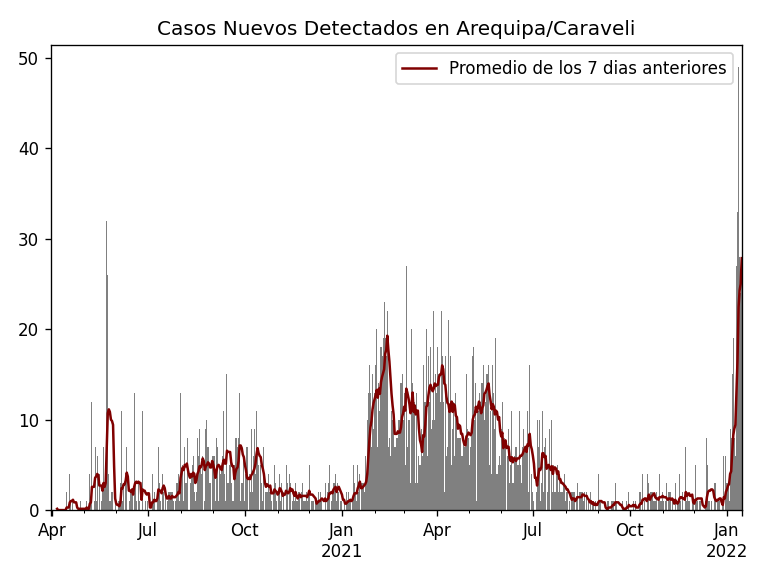 Casos Nuevos Detectados en Arequipa/Caraveli
Promedio de los 7 dias anteriores
50
40
30
20
10
0
Apr Jul Oct Jan Apr Jul Oct Jan
2021 2022